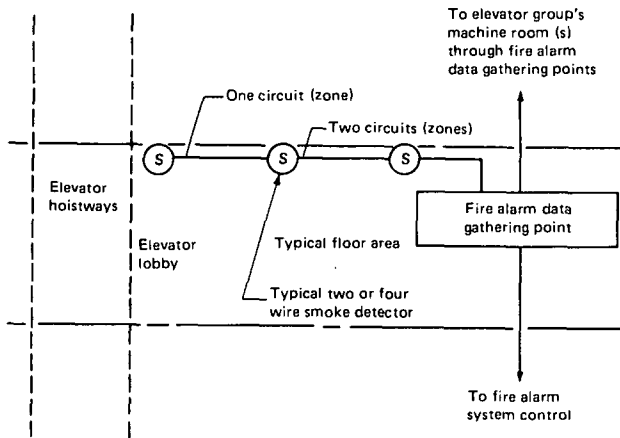 To elevator group's
machine room (s)
through fire alarm
data gathering points
One circuit (zone)
Two circuits (zones)
S
S
S
Elevator
hoistways
Fire alarm data
gathering point
Elevator
lobby
Typical floor area
Typical two or four
wire smoke detector
To fire alarm
system control